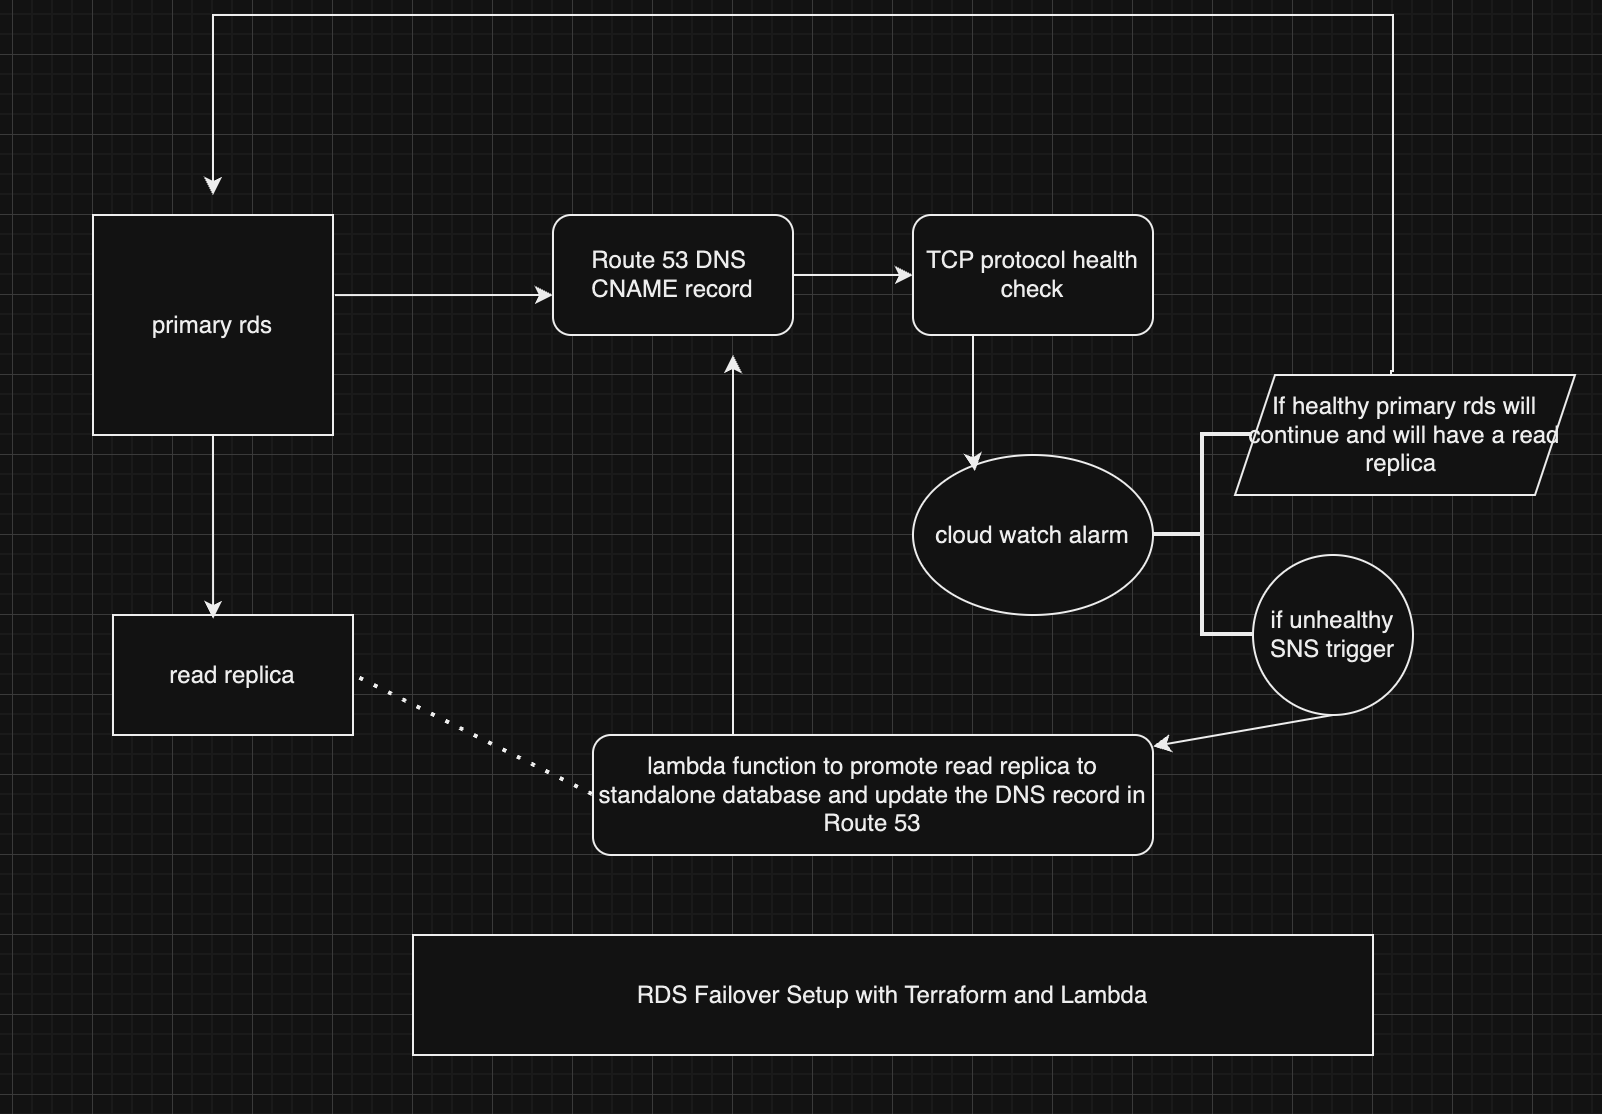 primary rds
Route 53 DNS
CNAME record
TCP protocol health
check
If healthy primary rds will
continue and will have a read
replica
cloud watch alarm
if unhealthy
SNS trigger
read replica
lambda function to promote read replica to
standalone database and update the DNS record in
Route 53
RDS Failover Setup with Terraform and Lambda